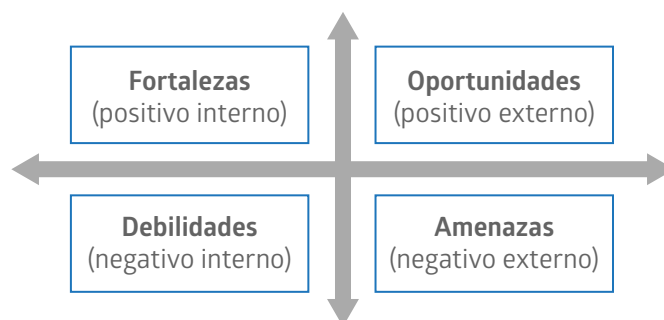 Fortalezas
(positivo interno)
Oportunidades
(positivo externo)
Debilidades
(negativo interno)
Amenazas
(negativo externo)